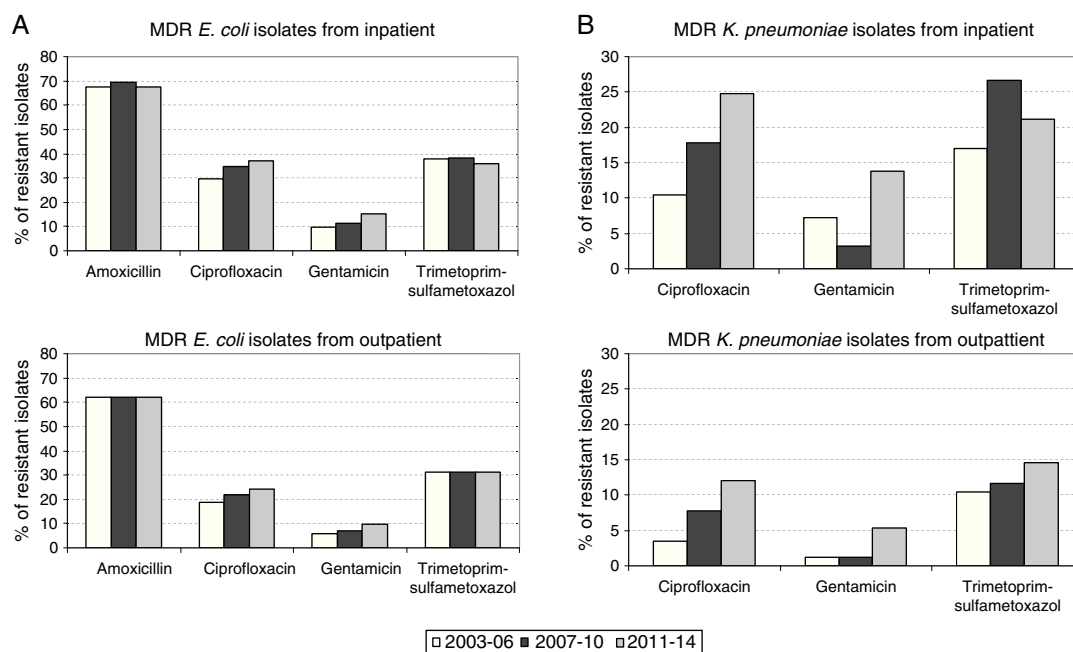 A
MDR E. coli isolates from inpatient
% of resistant isolates
80
70
60
50
40
30
20
10
0
Amoxicillin Ciprofloxacin Gentamicin Trimetoprim-
sulfametoxazol
MDR E. coli isolates from outpatient
% of resistant isolates
80
70
60
50
40
30
20
10
0
Amoxicillin Ciprofloxacin Gentamicin Trimetoprim-
sulfametoxazol
B
MDR K. pneumoniae isolates from inpatient
% of resistant isolates
30
25
20
15
10
5
0
Ciprofloxacin Gentamicin Trimetoprim-
sulfametoxazol
MDR K. pneumoniae isolates from outpattient
% of resistant isolates
30
25
20
15
10
5
0
Ciprofloxacin Gentamicin Trimetoprim-
sulfametoxazol
2003-06 2007-10 2011-14